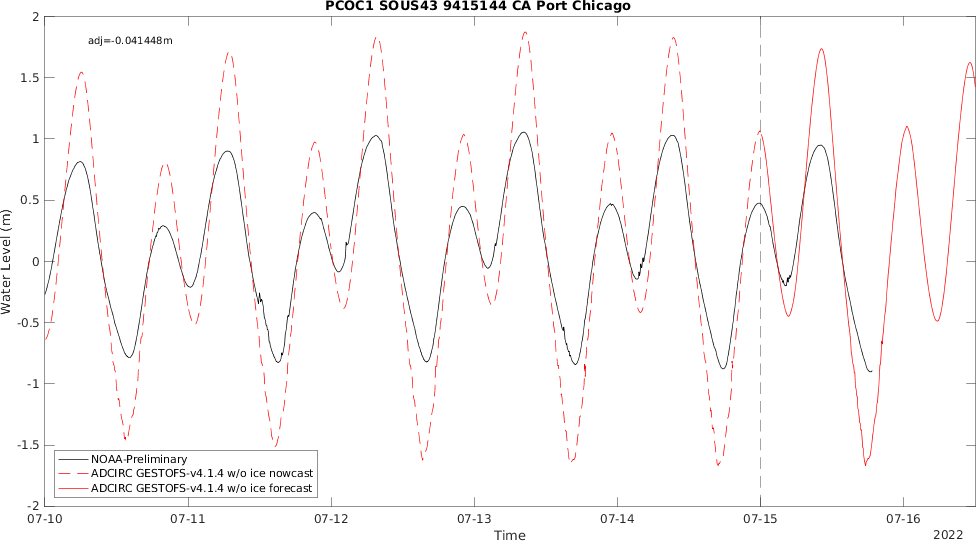 PCOC1 SOUS43 9415144 CA Port Chicago
adj=-0.041448m
2
1.5
1
0.5
0
-0.5
-1
-1.5
-2
Water Level (m)
NOAA-Preliminary
ADCIRC GESTOFS-v4.1.4 w/o ice nowcast
ADCIRC GESTOFS-v4.1.4 w/o ice forecast
07-10 07-11 07-12 07-13 07-14 07-15 07-16
Time
2022